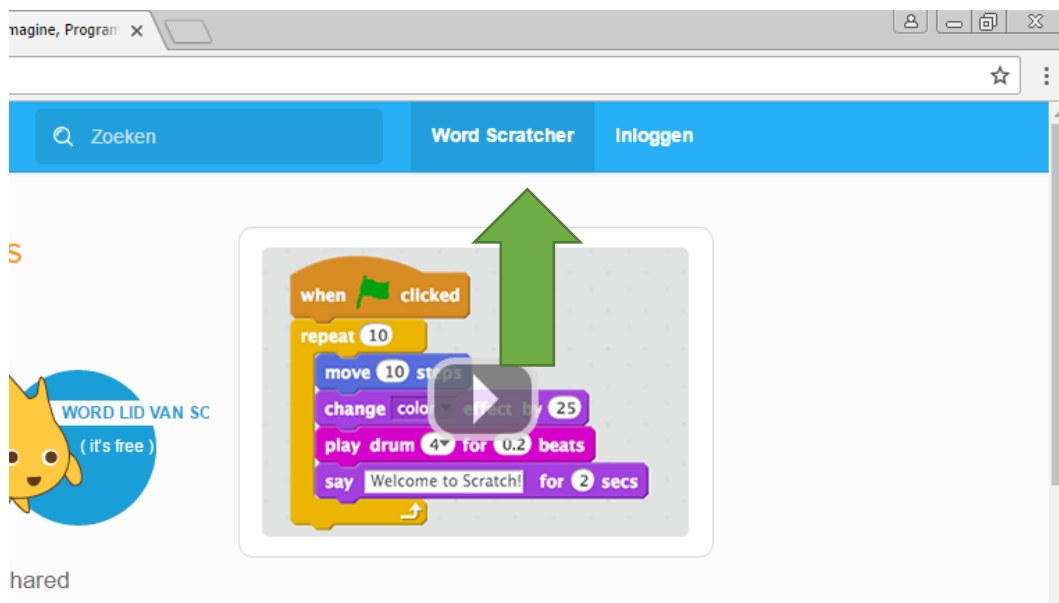 magine, Program
Zoeken
Word Scratcher
Inloggen
s
when clicked
repeat 10
move 10 steps
change color effect by 25
play drum 4 for 0.2 beats
say Welcome to Scratch! for 2 secs
WORD LID VAN SC
( it's free )
hared